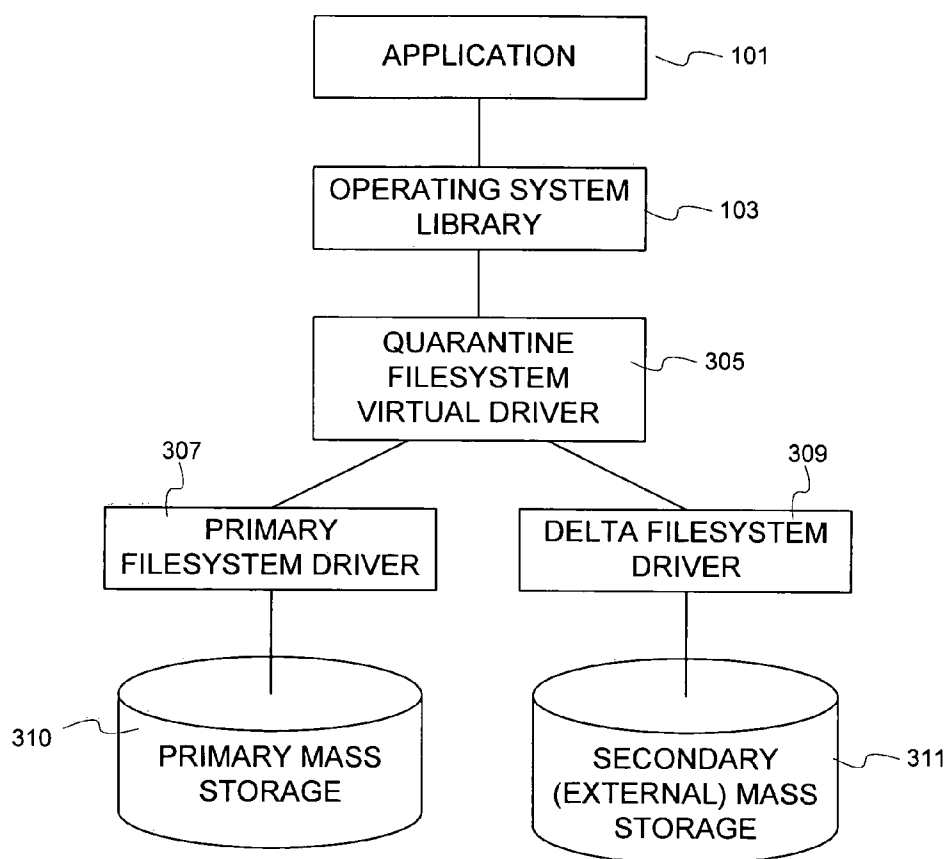 APPLICATION
101
OPERATING SYSTEM
LIBRARY
103
QUARANTINE
FILESYSTEM
VIRTUAL DRIVER
305
307
309
PRIMARY
FILESYSTEM DRIVER
DELTA FILESYSTEM
DRIVER
310
PRIMARY MASS
STORAGE
SECONDARY
(EXTERNAL) MASS
STORAGE
311